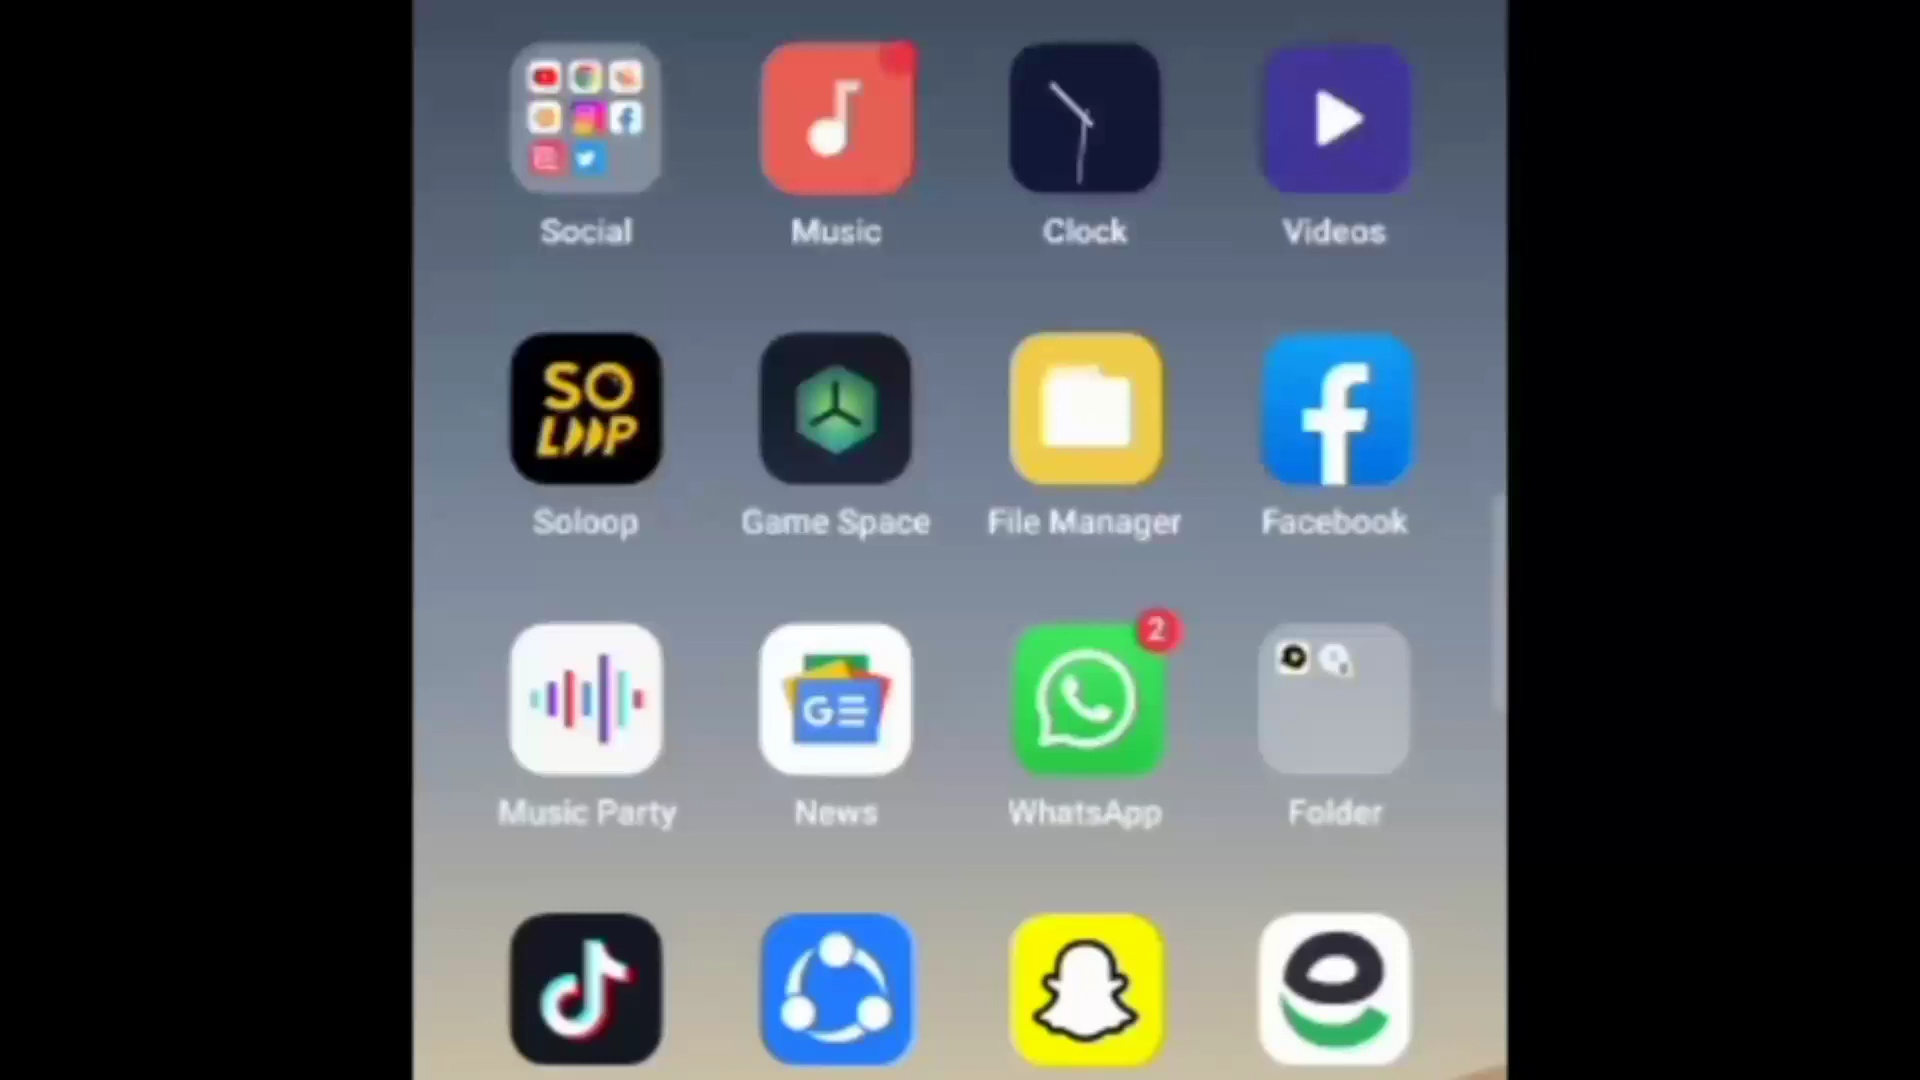 Social
Music
Clock
Videos
SO
LOOP
Soloop
Game Space
File Manager
Facebook
2
Music Party
News
WhatsApp
Folder